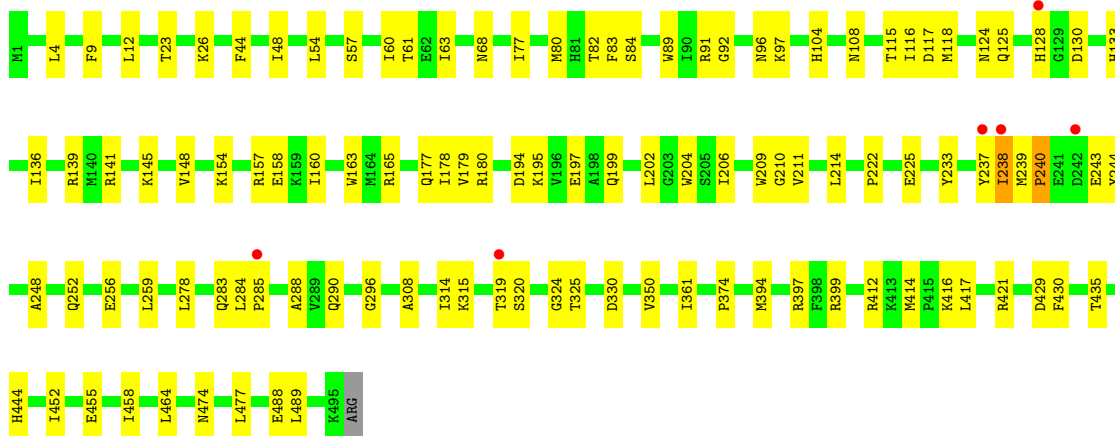 M1 L4 F9 L12 T23 K26 F44 I48 L54 S57 I60 T61 E62 I63 N68 I77 M80 H81 T82 F83 S84 W89 I90 R91 G92 N96 K97 H104 N108 T115 I116 D117 M118 N124 Q125 H128 G129 D130 H133
I136 R139 M140 R141 K145 V148 K154 R157 E158 K159 I160 W163 M164 R165 Q177 I178 V179 R180 D194 K195 V196 E197 A198 Q199 L202 G203 W204 S205 I206 W209 G210 V211 L214 P222 E225 Y233 Y237 I238 M239 P240 E241 D242 E243 Y244
A248 Q252 E256 L259 L278 Q283 L284 P285 A288 V289 Q290 G296 A308 I314 K315 T319 S320 G324 T325 D330 V350 I361 P374 M394 R397 F398 R399 R412 K413 M414 P415 K416 L417 R421 D429 F430 T435
H444 I452 E455 I458 L464 N474 L477 E488 L489 K495 ARG